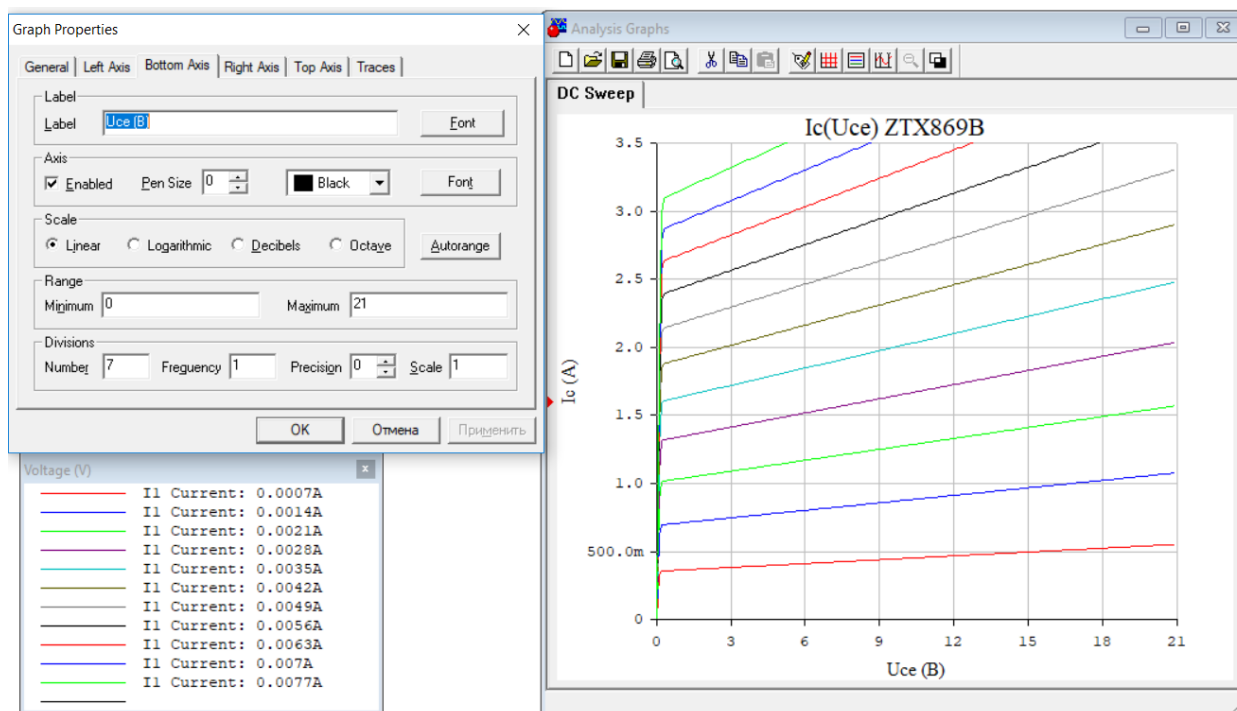 Graph Properties
General
Left Axis
Bottom Axis
Right Axis
Top Axis
Traces
Label
Label Uce (B) Font
Axis
Enabled Pen Size 0 Black Font
Scale
Linear Logarithmic Decibels Octave Autorange
Range
Minimum 0 Maximum 21
Divisions
Number 7 Freguency 1 Precision 0 Scale 1
OK Отмена Применить
Voltage (V)
I1 Current: 0.0007A
I1 Current: 0.0014A
I1 Current: 0.0021A
I1 Current: 0.0028A
I1 Current: 0.0035A
I1 Current: 0.0042A
I1 Current: 0.0049A
I1 Current: 0.0056A
I1 Current: 0.0063A
I1 Current: 0.007A
I1 Current: 0.0077A
Analysis Graphs
DC Sweep
Ic(Uce) ZTX869B
3.5
3.0
2.5
2.0
1.5
1.0
500.0m
0
Ic (A)
0 3 6 9 12 15 18 21
Uce (B)